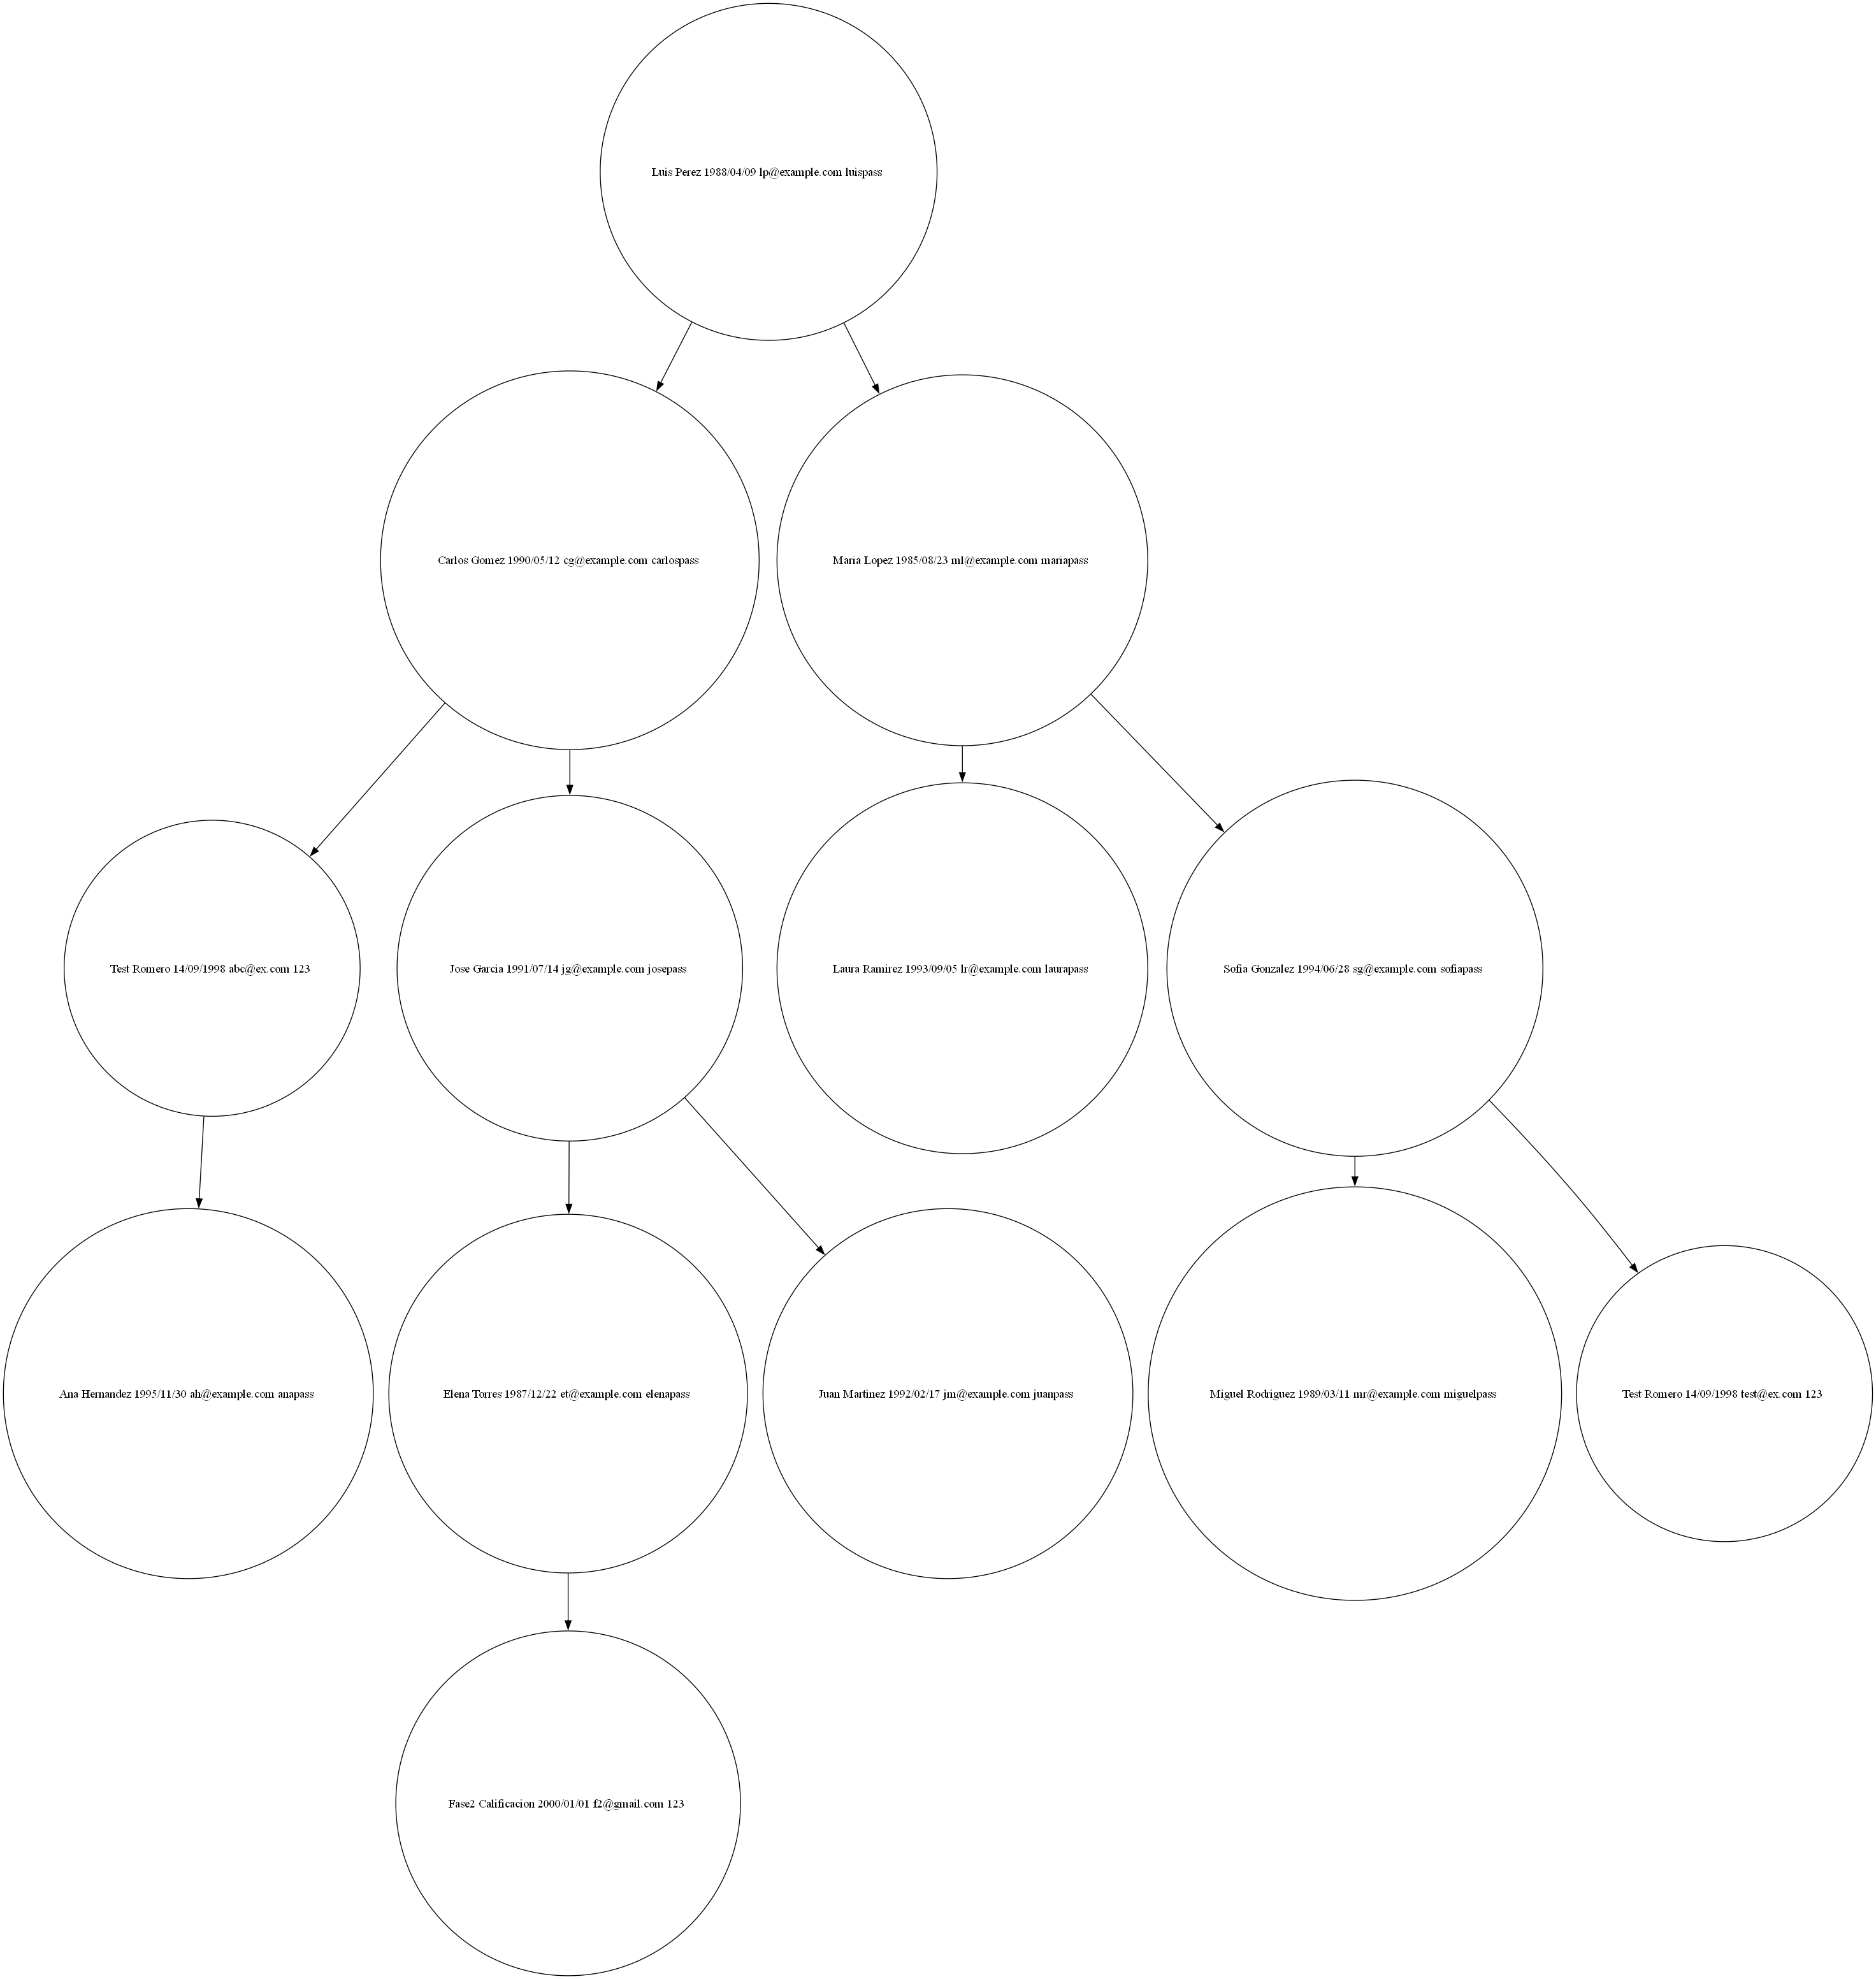 Luis Perez 1988/04/09 lp@example.com luispass
Carlos Gomez 1990/05/12 cg@example.com carlospass
Maria Lopez 1985/08/23 ml@example.com mariapass
Test Romero 14/09/1998 abc@ex.com 123
Jose Garcia 1991/07/14 jg@example.com josepass
Laura Ramirez 1993/09/05 lr@example.com laurapass
Sofia Gonzalez 1994/06/28 sg@example.com sofiapass
Ana Hernandez 1995/11/30 ah@example.com anapass
Elena Torres 1987/12/22 et@example.com elenapass
Juan Martinez 1992/02/17 jm@example.com juanpass
Miguel Rodriguez 1989/03/11 mr@example.com miguelpass
Test Romero 14/09/1998 test@ex.com 123
Fase2 Calificacion 2000/01/01 f2@gmail.com 123